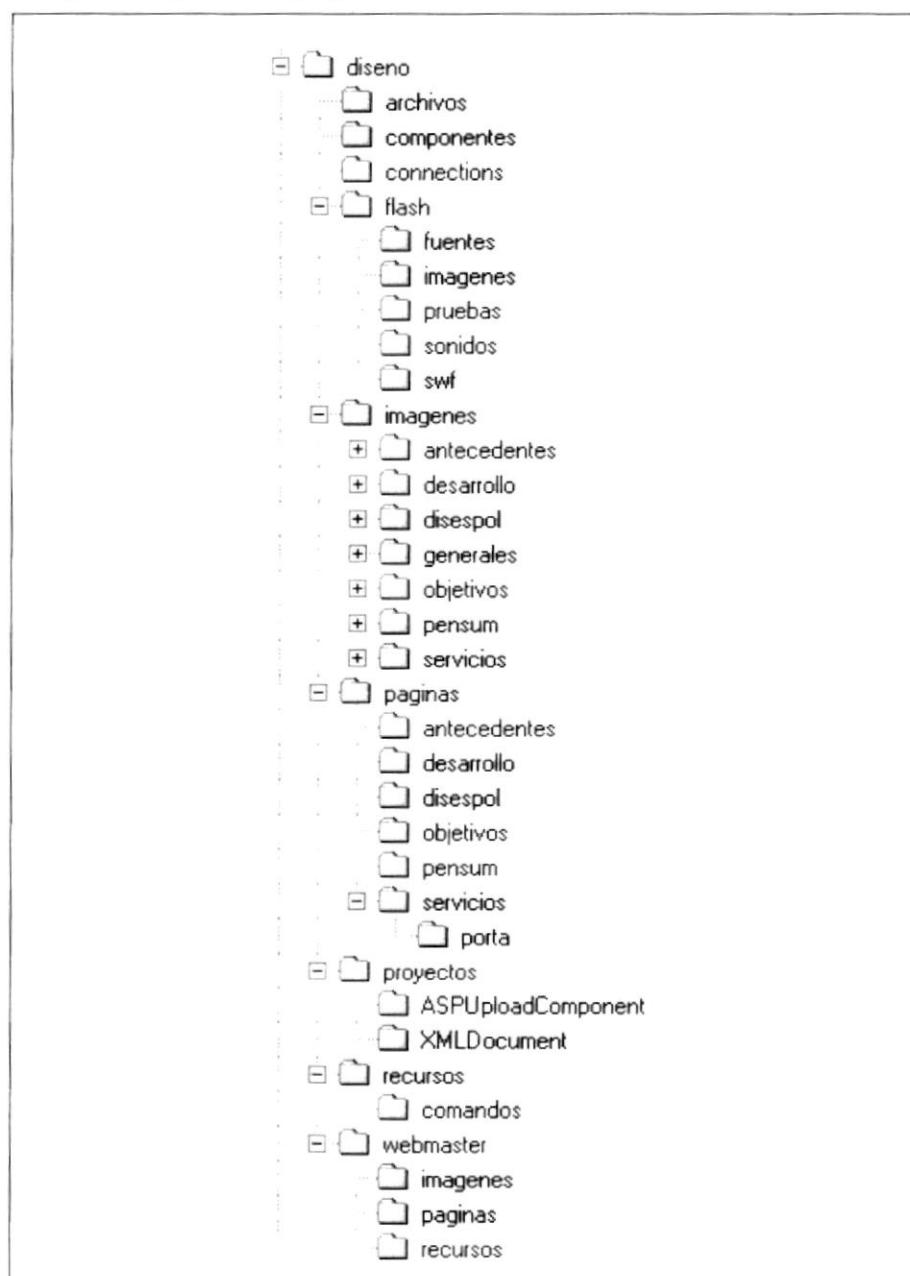 diseno
archivos
componentes
connections
flash
fuentes
imagenes
pruebas
sonidos
swf
imagenes
antecedentes
desarrollo
disespol
generales
objetivos
pensum
servicios
paginas
antecedentes
desarrollo
disespol
objetivos
pensum
servicios
porta
proyectos
ASPUploadComponent
XMLDocument
recursos
comandos
webmaster
imagenes
paginas
recursos